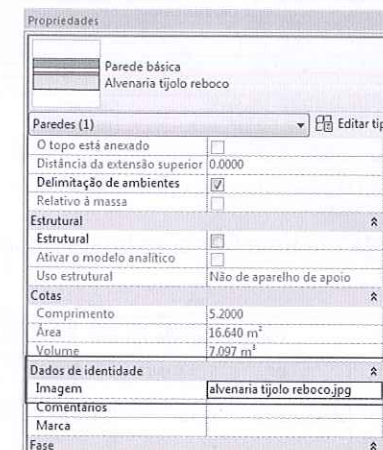 Propriedades
Parede básica
Alvenaria tijolo reboco
Paredes (1)
Editar tip
O topo está anexado
Distância da extensão superior 0.0000
Delimitação de ambientes
Relativo à massa
Estrutural
Estrutural
Ativar o modelo analítico
Uso estrutural Não de aparelho de apoio
Cotas
Comprimento 5.2000
Área 16.640 m²
Volume 7.097 m³
Dados de identidade
Imagem alvenaria tijolo reboco.jpg
Comentários
Marca
Fase